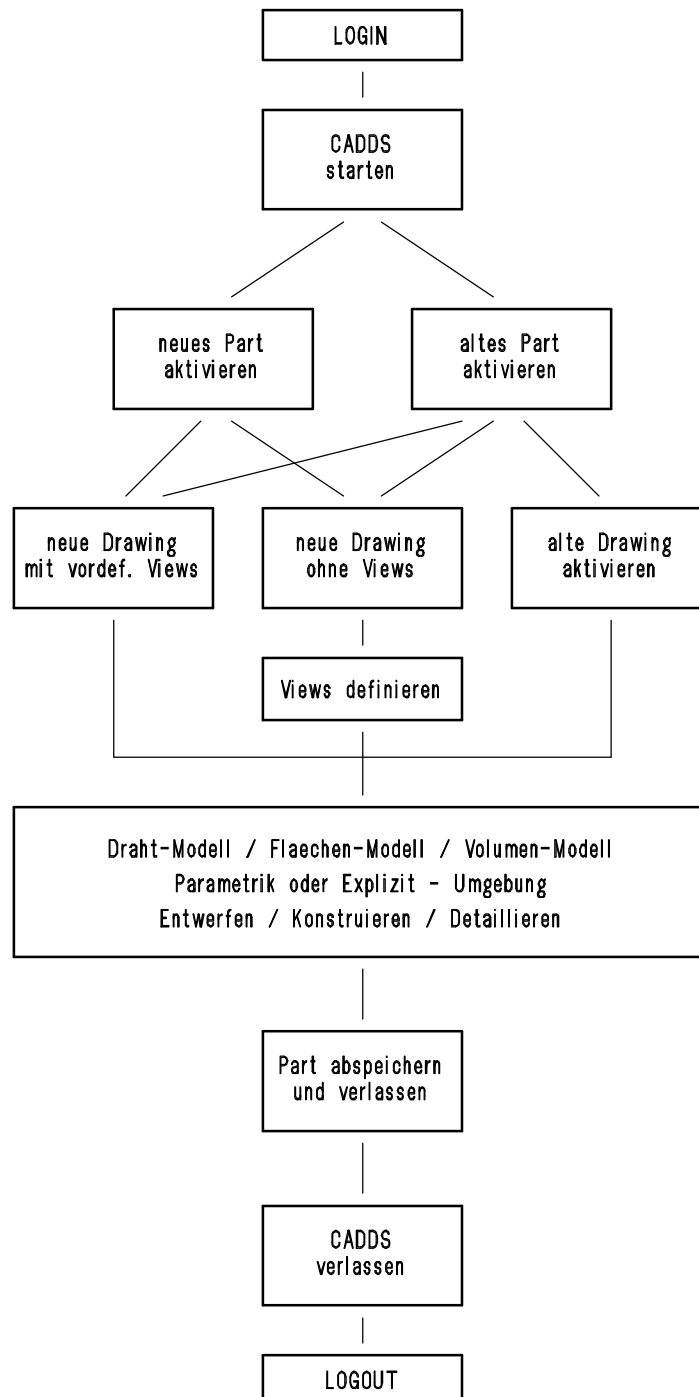 LOGIN
CADDS
starten
neues Part
aktivieren
altes Part
aktivieren
neue Drawing
mit vordef. Views
neue Drawing
ohne Views
alte Drawing
aktivieren
Views definieren
Draht-Modell / Flaechen-Modell / Volumen-Modell
Parametrik oder Explizit - Umgebung
Entwerfen / Konstruieren / Detaillieren
Part abspeichern
und verlassen
CADDS
verlassen
LOGOUT